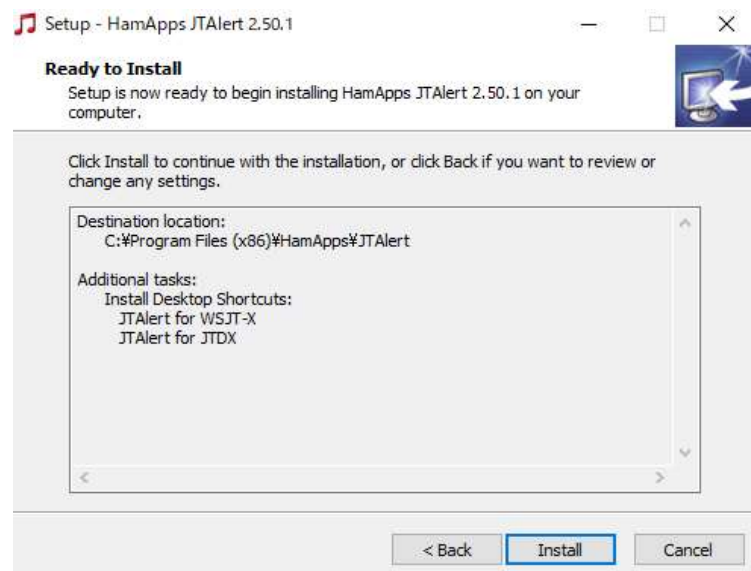 Setup - HamApps JTAlert 2.50.1
Ready to Install
Setup is now ready to begin installing HamApps JTAlert 2.50.1 on your
computer.
Click Install to continue with the installation, or click Back if you want to review or
change any settings.
Destination location:
C:¥Program Files (x86)¥HamApps¥JTAlert
Additional tasks:
Install Desktop Shortcuts:
JTAlert for WSJT-X
JTAlert for JTDX
< Back
Install
Cancel